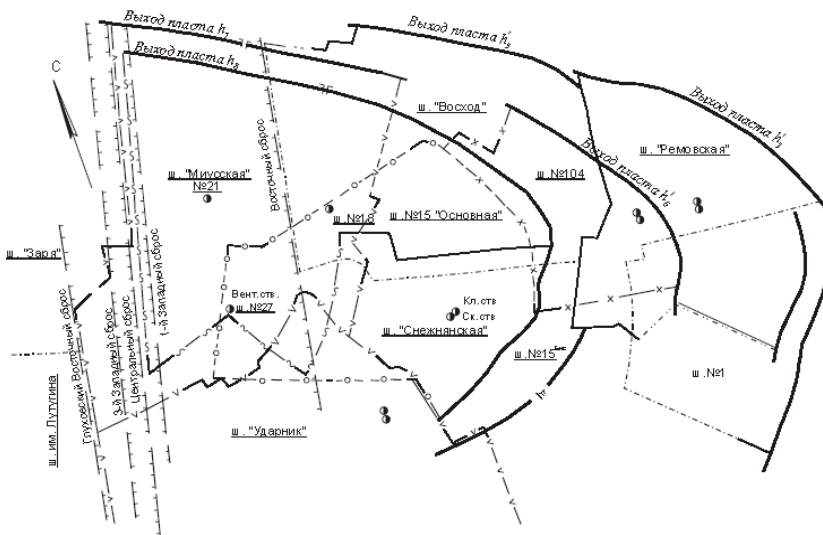 Выход пласта h₇
Выход пласта h₈
Выход пласта h₃'
Выход пласта h₂'
Выход пласта h₆'
С
ш. "Восход"
ш. "Ремовская"
ш. "Миусская"
№21
Восточный сброс
ш. №104
ш. №18
ш. №15 "Основная"
ш. "Заря"
1-й Западный сброс
Вент.ств.
ш. №27
Кл.ств
Ск.ств
ш. "Снежнянская"
Глуховский Восточный сброс
3-й Западный сброс
Центральный сброс
ш. №15
h₇
ш. №1
ш. им. Лутугина
ш. "Ударник"